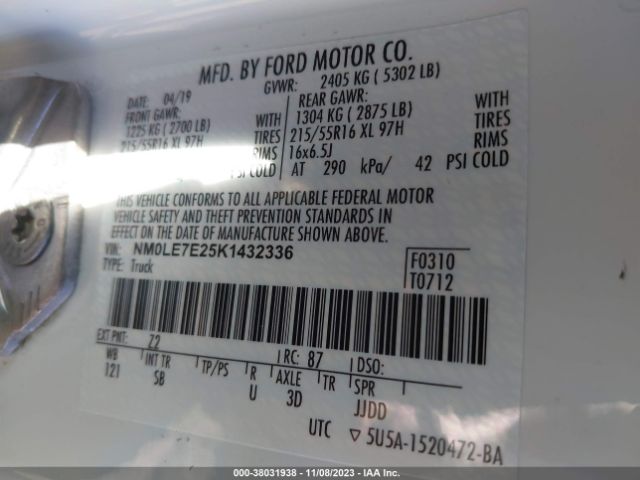 MFD. BY FORD MOTOR CO.
DATE: 04/19 GVWR: 2405 KG ( 5302 LB)
FRONT GAWR: WITH REAR GAWR: WITH
1225 KG ( 2700 LB) TIRES 1304 KG ( 2875 LB) TIRES
215/55R16 XL 97H RIMS 215/55R16 XL 97H RIMS
PSI COLD 16x6.5J
AT 290 kPa/ 42 PSI COLD
THIS VEHICLE CONFORMS TO ALL APPLICABLE FEDERAL MOTOR
VEHICLE SAFETY AND THEFT PREVENTION STANDARDS IN
EFFECT ON THE DATE OF MANUFACTURE SHOWN ABOVE.
VIN: NM0LE7E25K1432336 F0310
TYPE: Truck T0712
EXT PNT: Z2 RC: 87 DSO:
WB INT TR TP/PS R AXLE TR SPR
121 SB U 3D JJDD
UTC ▽5U5A-1520472-BA
000-38031938 - 11/08/2023 - IAA Inc.